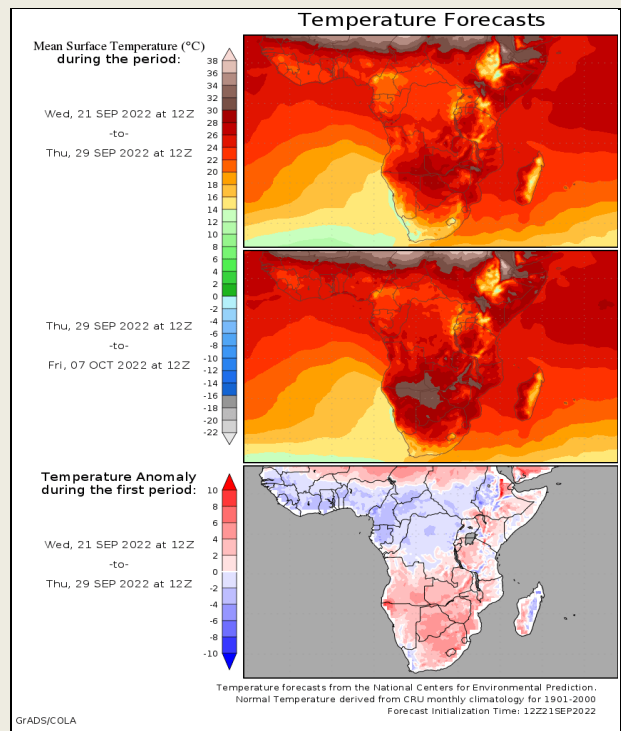 Temperature Forecasts
Mean Surface Temperature (°C)
during the period:
Wed, 21 SEP 2022 at 12Z
-to-
Thu, 29 SEP 2022 at 12Z
38
36
34
32
30
28
26
24
22
20
18
16
14
12
10
8
6
4
2
0
-2
-4
-6
-8
-10
-12
-14
-16
-18
-20
-22
Thu, 29 SEP 2022 at 12Z
-to-
Fri, 07 OCT 2022 at 12Z
Temperature Anomaly
during the first period:
Wed, 21 SEP 2022 at 12Z
-to-
Thu, 29 SEP 2022 at 12Z
10
8
6
4
2
0
-2
-4
-6
-8
-10
Temperature forecasts from the National Centers for Environmental Prediction.
Normal Temperature derived from CRU monthly climatology for 1901-2000
Forecast Initialization Time: 12Z21SEP2022
GrADS/COLA